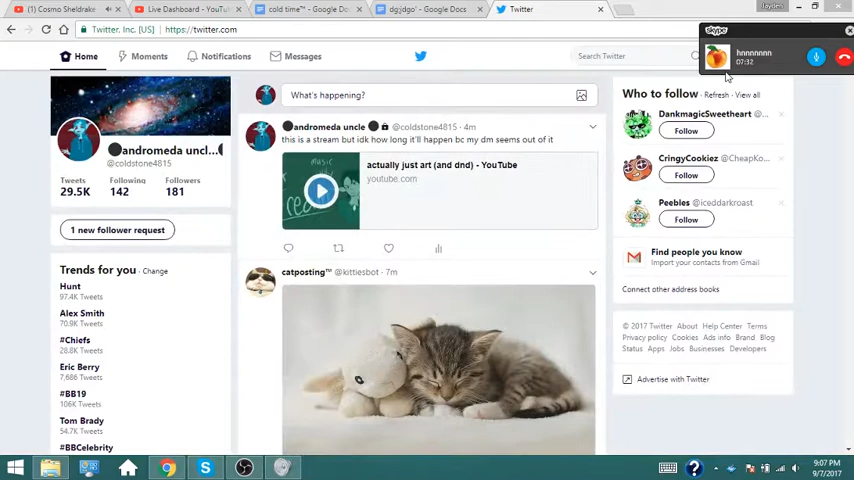 Cosmo Sheldrake
Live Dashboard - YouTube
cold time™ - Google Docs
dgjdgo' - Google Docs
Twitter
Jayden
Twitter, Inc. [US]
https://twitter.com
Home
Moments
Notifications
Search Twitter
skype
hnnnnnnn
07:32
andromeda uncl...
@coldstone4815
Tweets
Following
Followers
29.5K
142
181
1 new follower request
Trends for you · Change
Hunt
97.4K Tweets
Alex Smith
70.9K Tweets
#Chiefs
28.8K Tweets
Eric Berry
7,686 Tweets
#BB19
106K Tweets
Tom Brady
54.7K Tweets
#BBCelebrity
What's happening?
andromeda uncle @coldstone4815 · 4m
this is a stream but idk how long it'll happen bc my dm seems out of it
music
actually just art (and dnd) - YouTube
youtube.com
catposting™ @kittiesbot · 7m
Who to follow · Refresh · View all
DankmagicSweetheart @...
Follow
CringyCookiez @CheapKo...
Follow
Peebles @iceddarkroast
Follow
Find people you know
Import your contacts from Gmail
Connect other address books
© 2017 Twitter About Help Center Terms
Privacy policy Cookies Ads info Brand Blog
Status Apps Jobs Businesses Developers
Advertise with Twitter
9:07 PM
9/7/2017